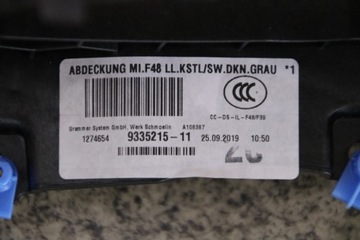 ABDECKUNG MI.F48 LL.KSTL/SW.DKN.GRAU *1
CCC
CC-DS-IL-F48/F39
Grammar System GmbH, Werk Schmoelln A108387
1274654 9335215-11 25.09.2019 10:50